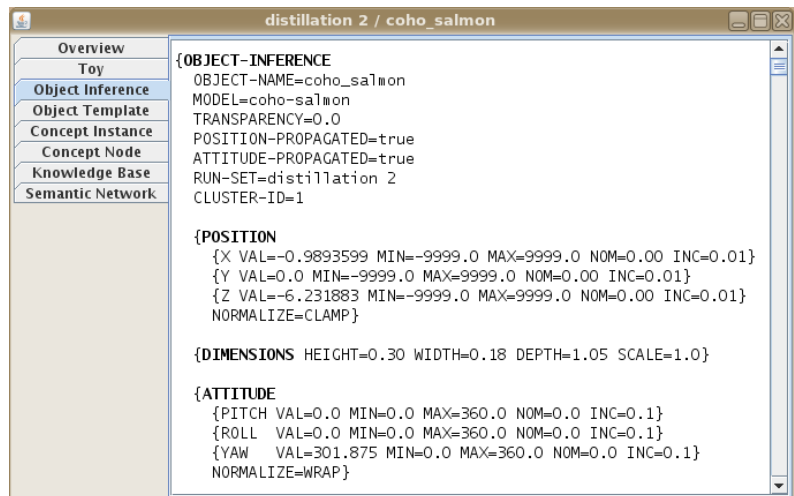 distillation 2 / coho_salmon
Overview
Toy
Object Inference
Object Template
Concept Instance
Concept Node
Knowledge Base
Semantic Network
{OBJECT-INFERENCE
OBJECT-NAME=coho_salmon
MODEL=coho-salmon
TRANSPARENCY=0.0
POSITION-PROPAGATED=true
ATTITUDE-PROPAGATED=true
RUN-SET=distillation 2
CLUSTER-ID=1
{POSITION
{X VAL=-0.9893599 MIN=-9999.0 MAX=9999.0 NOM=0.00 INC=0.01}
{Y VAL=0.0 MIN=-9999.0 MAX=9999.0 NOM=0.00 INC=0.01}
{Z VAL=-6.231883 MIN=-9999.0 MAX=9999.0 NOM=0.00 INC=0.01}
NORMALIZE=CLAMP}
{DIMENSIONS HEIGHT=0.30 WIDTH=0.18 DEPTH=1.05 SCALE=1.0}
{ATTITUDE
{PITCH VAL=0.0 MIN=0.0 MAX=360.0 NOM=0.0 INC=0.1}
{ROLL VAL=0.0 MIN=0.0 MAX=360.0 NOM=0.0 INC=0.1}
{YAW VAL=301.875 MIN=0.0 MAX=360.0 NOM=0.0 INC=0.1}
NORMALIZE=WRAP}